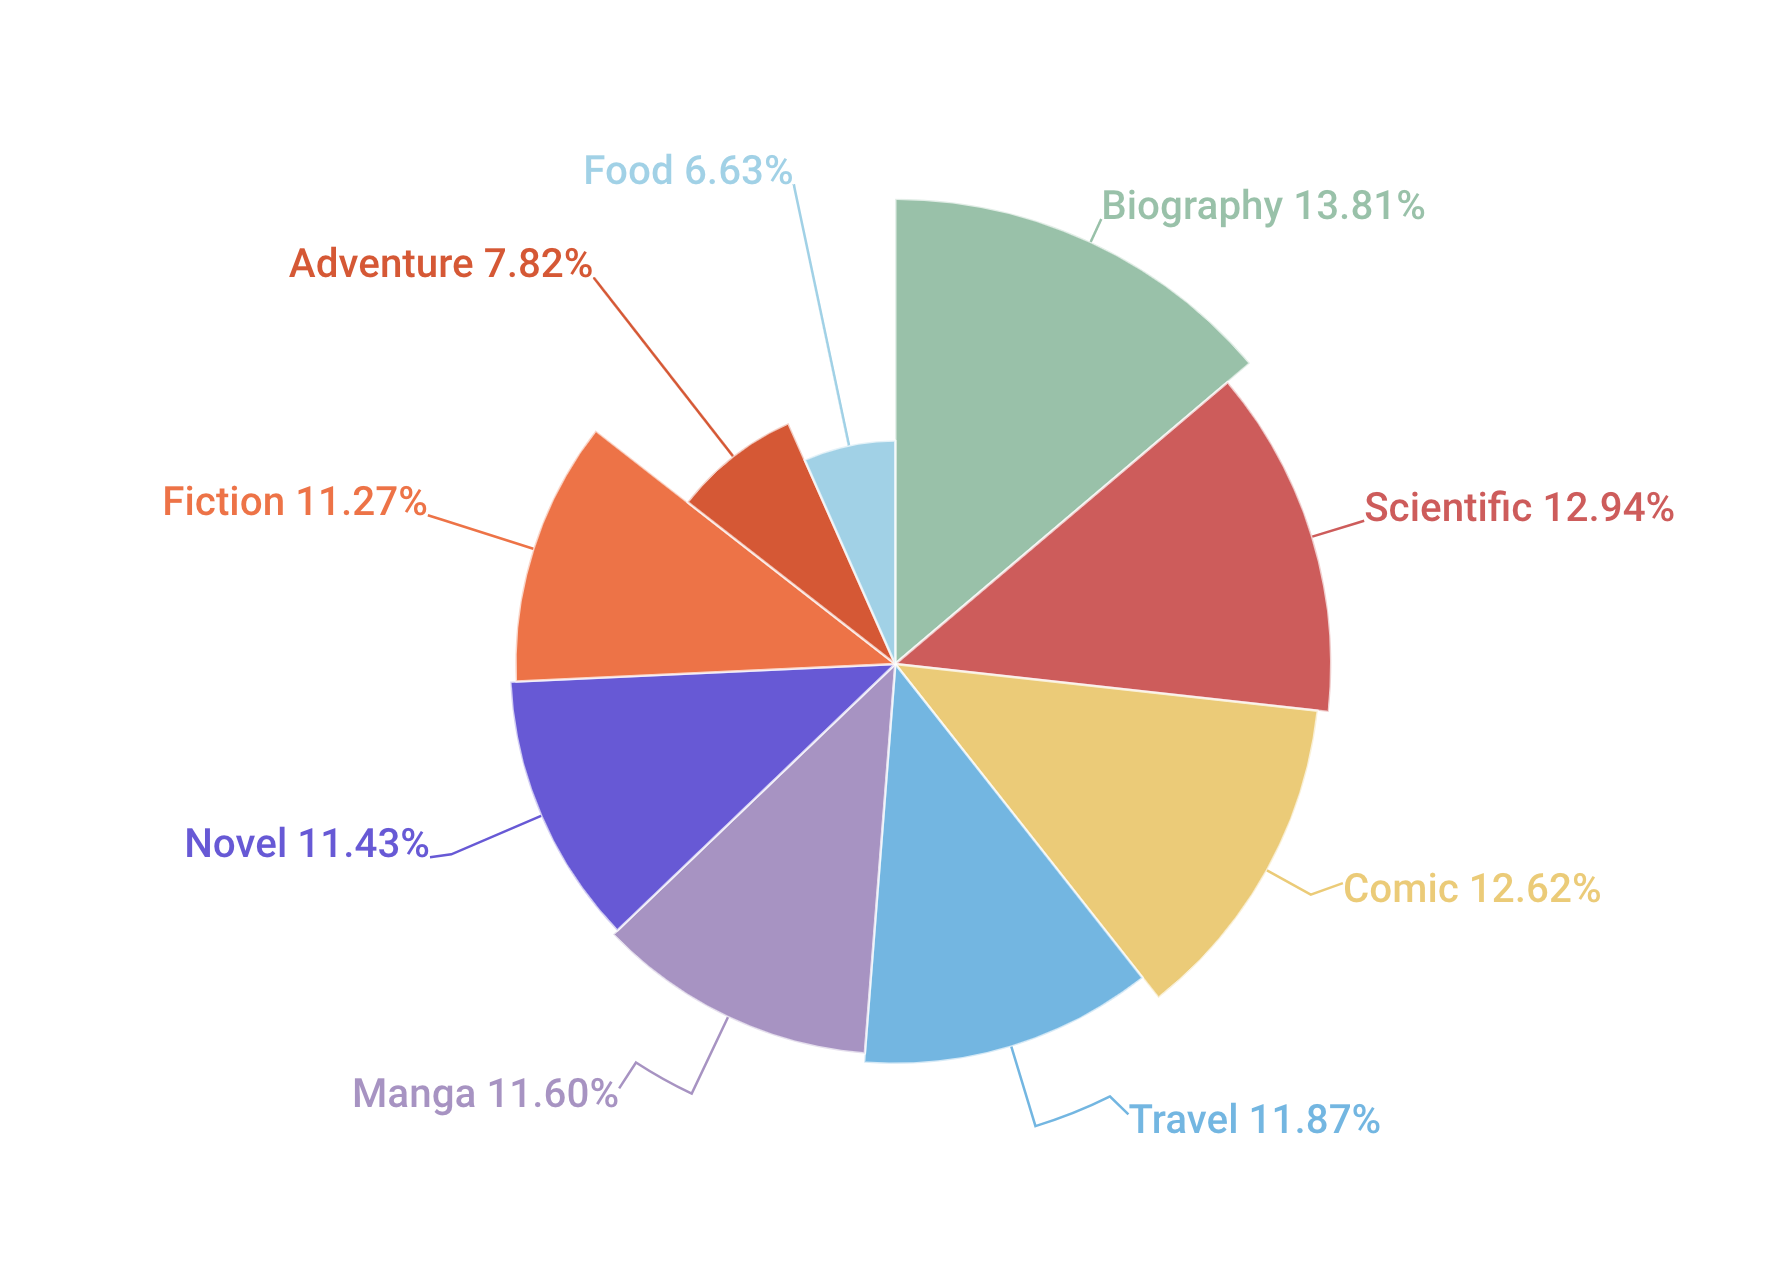 Food 6.63%
Biography 13.81%
Adventure 7.82%
Fiction 11.27%
Scientific 12.94%
Novel 11.43%
Comic 12.62%
Manga 11.60%
Travel 11.87%